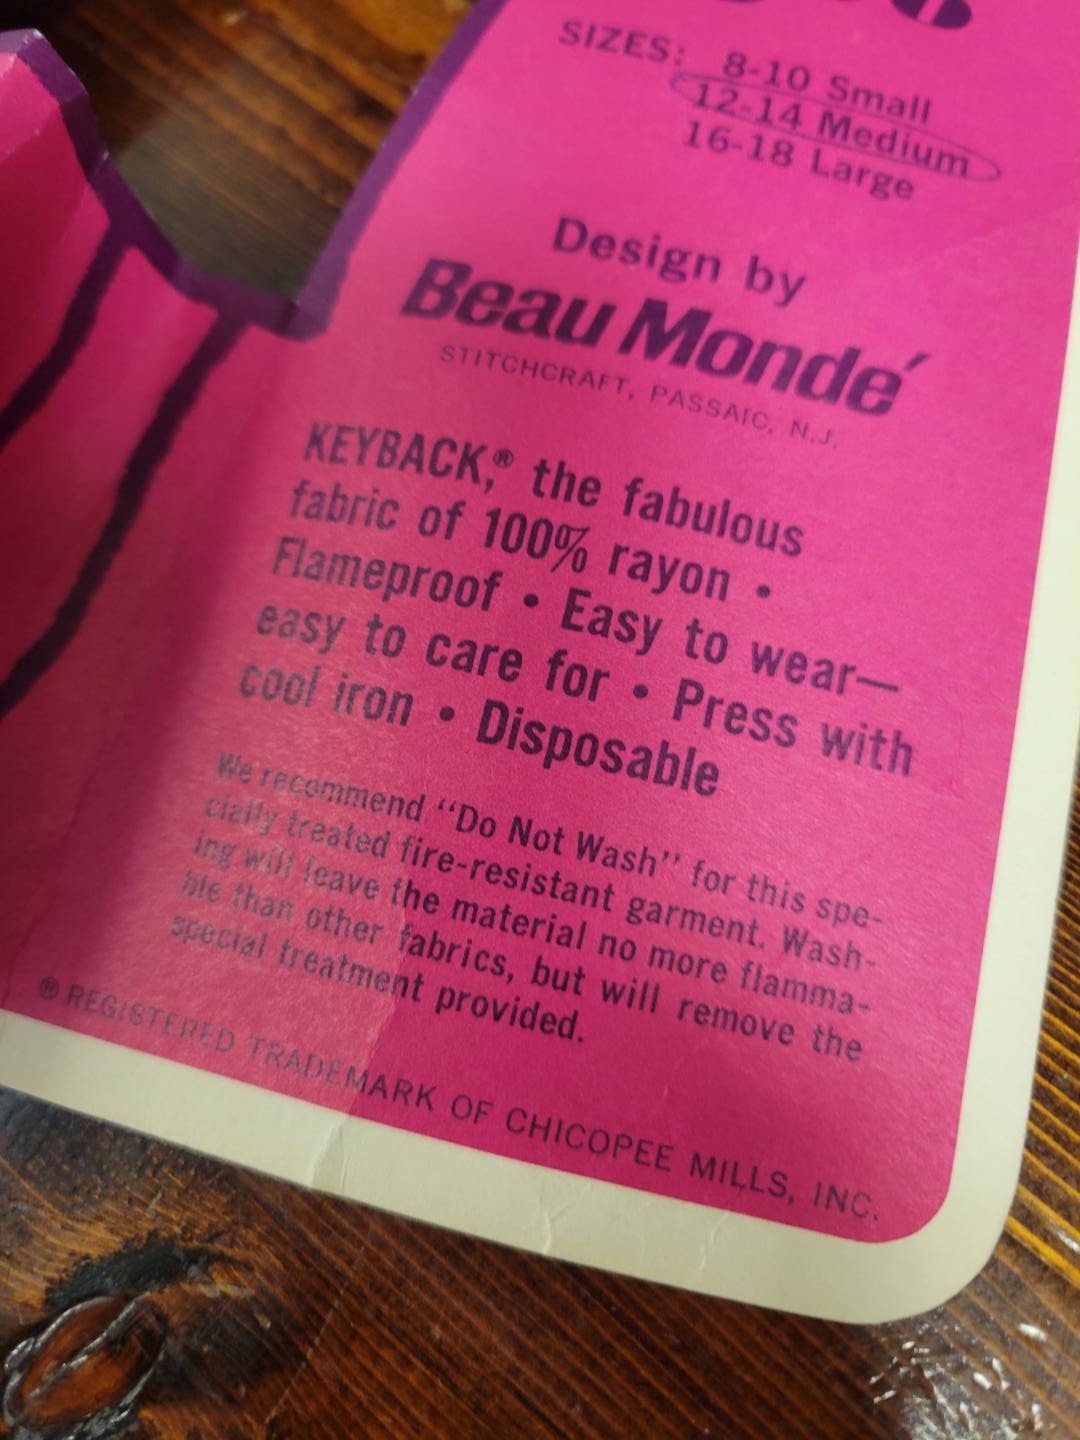 SIZES: 8-10 Small
12-14 Medium
16-18 Large
Design by
Beau Mondé
STITCHCRAFT, PASSAIC, N.J.
KEYBACK,® the fabulous
fabric of 100% rayon •
Flameproof • Easy to wear—
easy to care for • Press with
cool iron • Disposable
We recommend “Do Not Wash” for this spe-
cially treated fire-resistant garment. Wash-
ing will leave the material no more flamma-
ble than other fabrics, but will remove the
special treatment provided.
® REGISTERED TRADEMARK OF CHICOPEE MILLS, INC.